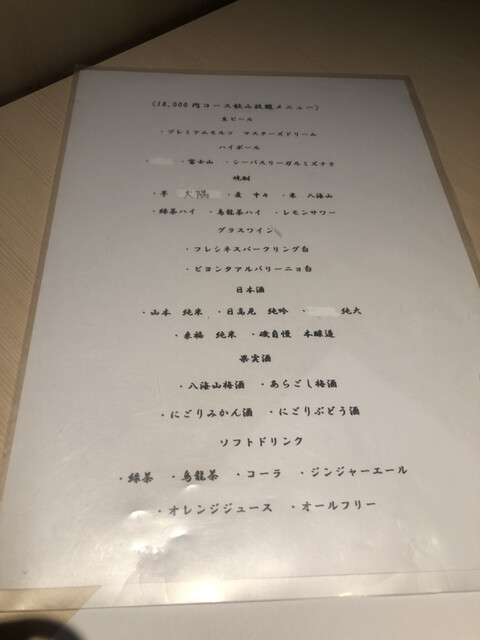 (18,000円コース飲み放題メニュー)
生ビール
・プレミアムモルツ マスターズドリーム
ハイボール
・ ・富士山 ・シーバスリーガルミズナラ
焼酎
・芋 大隅 ・麦 ・米 八海山
・緑茶ハイ ・烏龍茶ハイ ・レモンサワー
グラスワイン
・フレシネスパークリング白
・ビヨンタアルバリーニョ白
日本酒
・山本 純米 ・日高見 純吟 ・ 純大
・来福 純米 ・磯自慢 本醸造
果実酒
・八海山梅酒 ・あらごし梅酒
・にごりみかん酒 ・にごりぶどう酒
ソフトドリンク
・緑茶 ・烏龍茶 ・コーラ ・ジンジャーエール
・オレンジジュース ・オールフリー